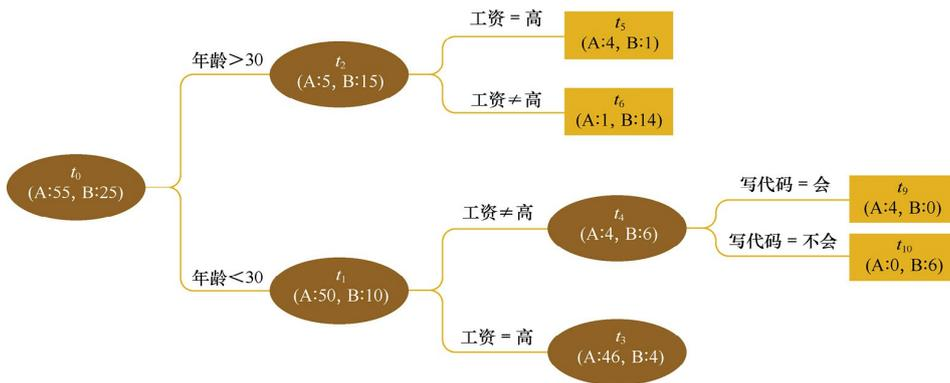 工资 = 高
t5
(A:4, B:1)
年龄>30
t2
(A:5, B:15)
工资≠高
t6
(A:1, B:14)
t0
(A:55, B:25)
写代码 = 会
t9
(A:4, B:0)
工资≠高
t4
(A:4, B:6)
写代码 = 不会
t10
(A:0, B:6)
年龄<30
t1
(A:50, B:10)
工资 = 高
t3
(A:46, B:4)